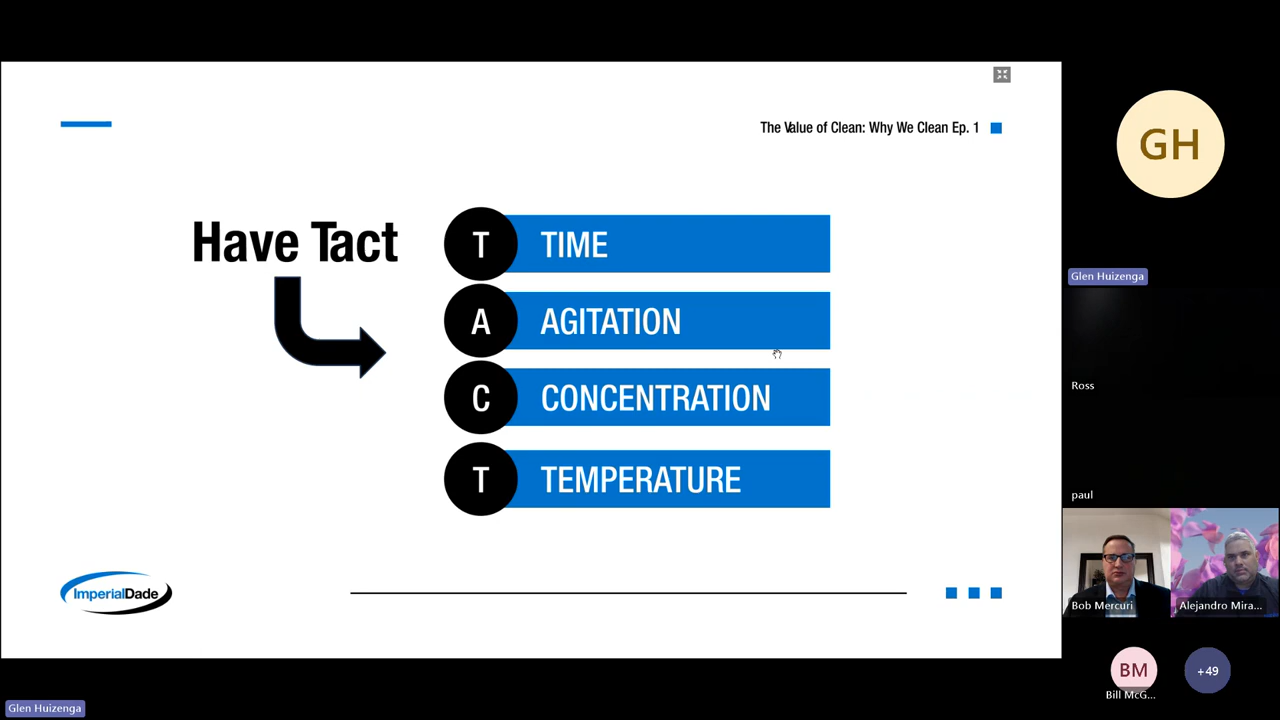 The Value of Clean: Why We Clean Ep. 1
Have Tact
T TIME
A AGITATION
C CONCENTRATION
T TEMPERATURE
ImperialDade
GH
Glen Huizenga
Ross
paul
Bob Mercuri
Alejandro Mira...
BM
Bill McG...
+49
Glen Huizenga